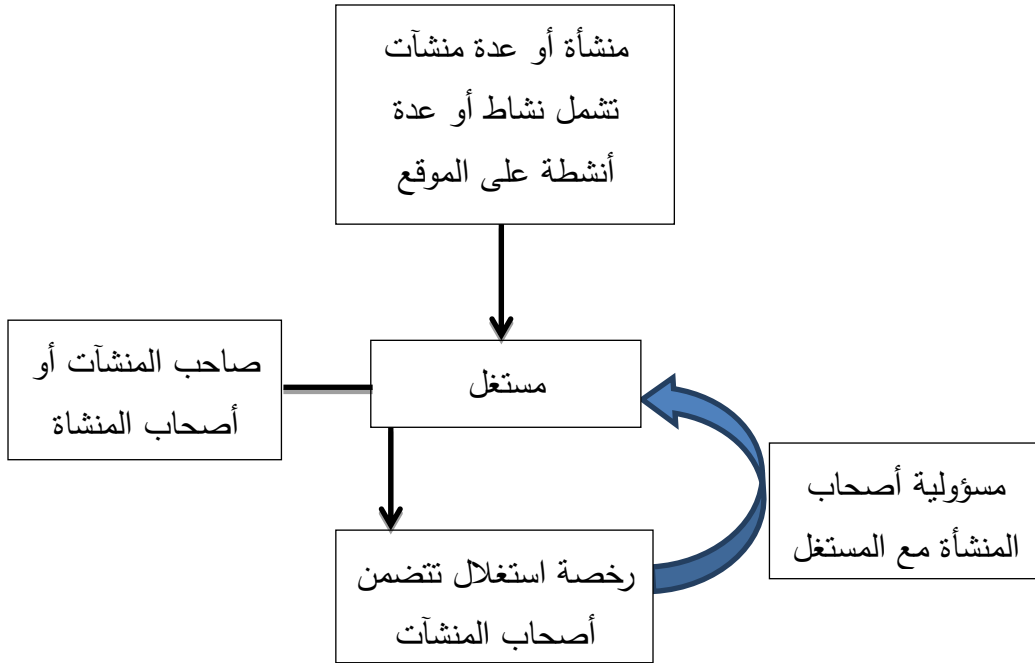 منشأة أو عدة منشآت
تشمل نشاط أو عدة
أنشطة على الموقع
مستغل
صاحب المنشآت أو
أصحاب المنشاة
مسؤولية أصحاب
المنشأة مع المستغل
رخصة استغلال تتضمن
أصحاب المنشآت